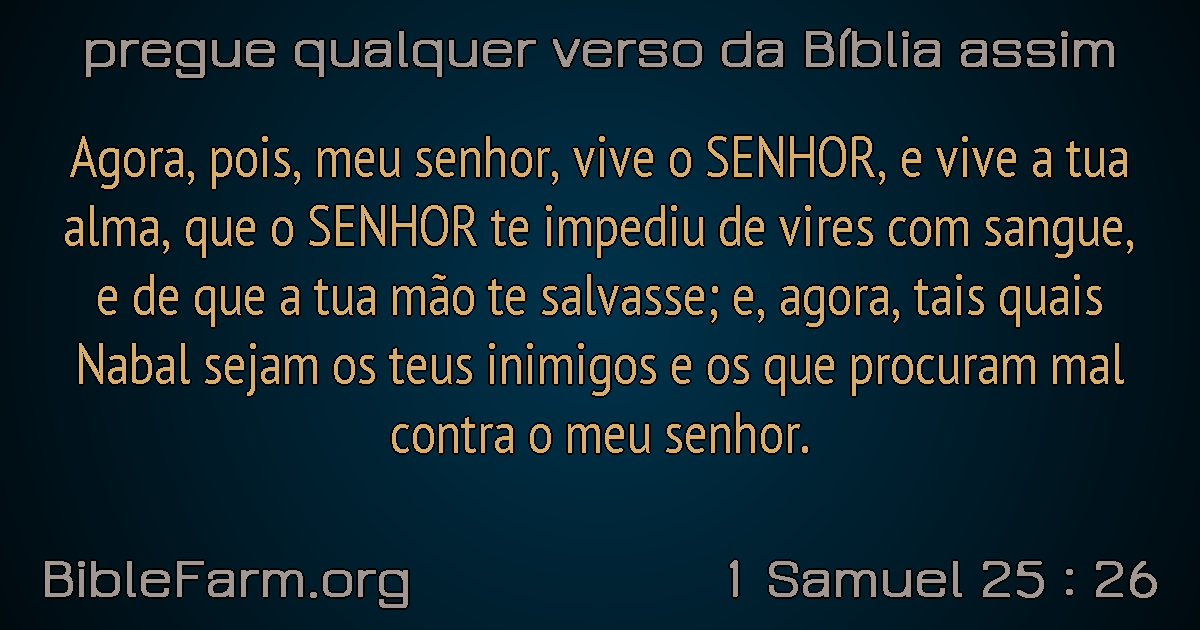 pregue qualquer verso da Bíblia assim
Agora, pois, meu senhor, vive o SENHOR, e vive a tua
alma, que o SENHOR te impediu de vires com sangue,
e de que a tua mão te salvasse; e, agora, tais quais
Nabal sejam os teus inimigos e os que procuram mal
contra o meu senhor.
BibleFarm.org
1 Samuel 25 : 26